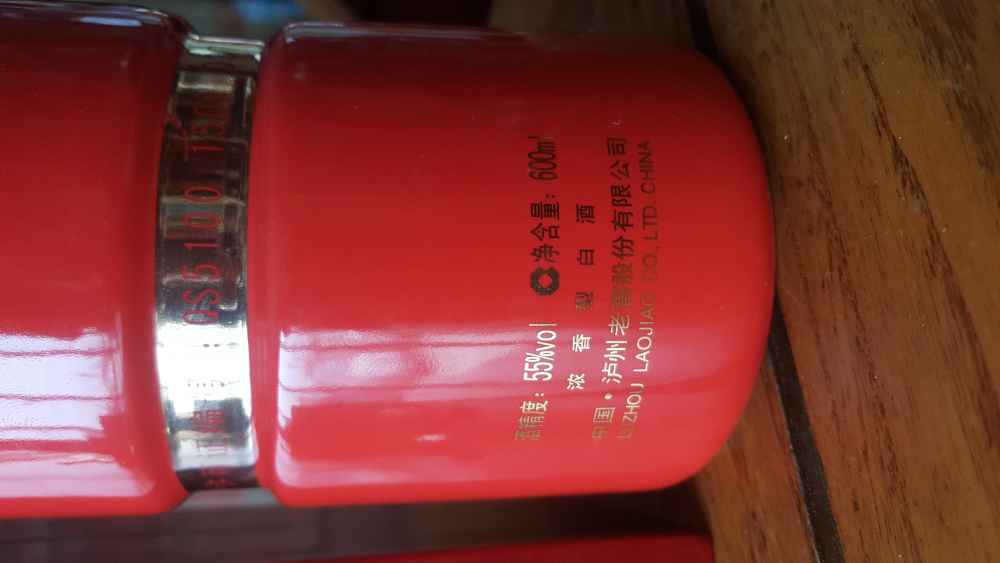 酒精度：55%vol 净含量：600ml
浓香型白酒
中国·泸州老窖股份有限公司
LUZHOU LAOJIAO CO., LTD. CHINA
GS5100